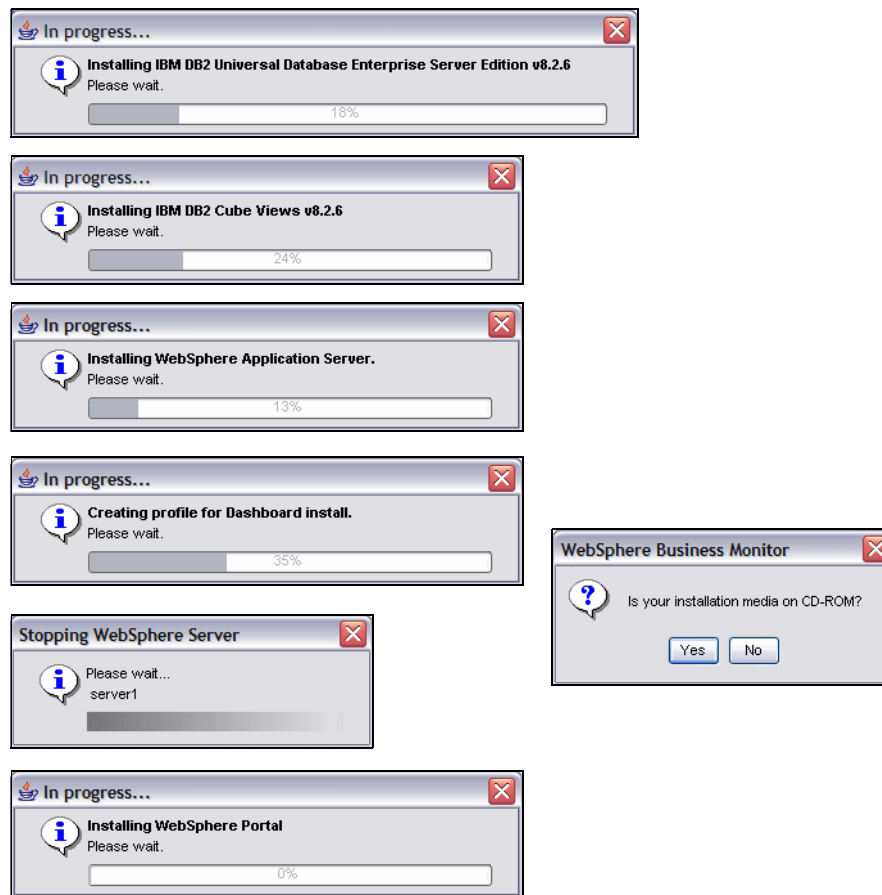 In progress...
Installing IBM DB2 Universal Database Enterprise Server Edition v8.2.6
Please wait.
18%
In progress...
Installing IBM DB2 Cube Views v8.2.6
Please wait.
24%
In progress...
Installing WebSphere Application Server.
Please wait.
13%
In progress...
Creating profile for Dashboard install.
Please wait.
35%
WebSphere Business Monitor
Is your installation media on CD-ROM?
Yes No
Stopping WebSphere Server
Please wait...
server1
In progress...
Installing WebSphere Portal
Please wait.
0%